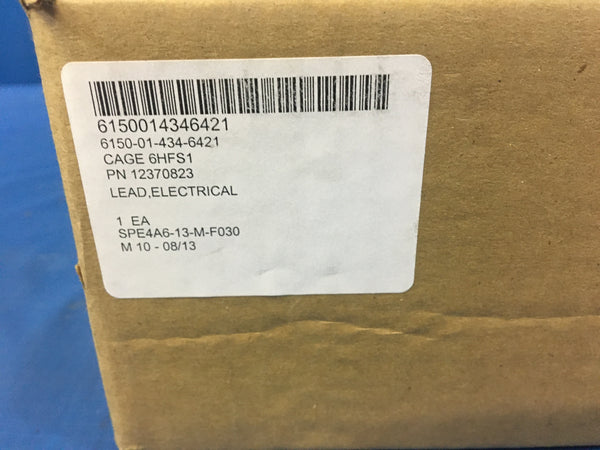 6150014346421
6150-01-434-6421
CAGE 6HFS1
PN 12370823
LEAD,ELECTRICAL
1 EA
SPE4A6-13-M-F030
M 10 - 08/13